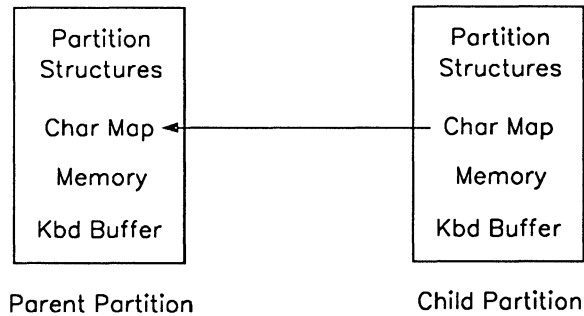 Partition
Structures
Char Map
Memory
Kbd Buffer
Parent Partition
Partition
Structures
Char Map
Memory
Kbd Buffer
Child Partition